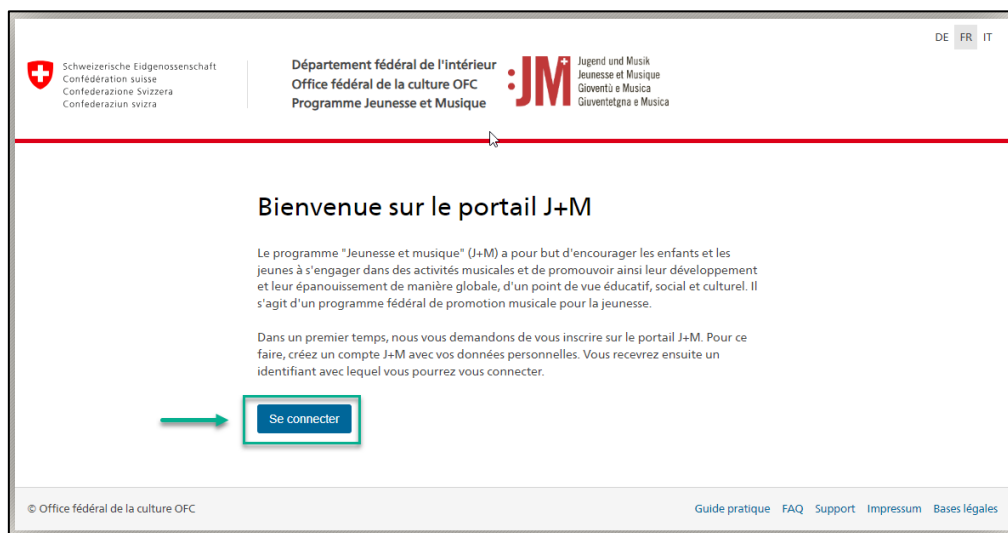 DE FR IT
Schweizerische Eidgenossenschaft
Confédération suisse
Confederazione Svizzera
Confederaziun svizra
Département fédéral de l'intérieur
Office fédéral de la culture OFC
Programme Jeunesse et Musique
:JM
Jugend und Musik
Jeunesse et Musique
Gioventù e Musica
Giuventetgna e Musica
Bienvenue sur le portail J+M
Le programme "Jeunesse et musique" (J+M) a pour but d'encourager les enfants et les
jeunes à s'engager dans des activités musicales et de promouvoir ainsi leur développement
et leur épanouissement de manière globale, d'un point de vue éducatif, social et culturel. Il
s'agit d'un programme fédéral de promotion musicale pour la jeunesse.
Dans un premier temps, nous vous demandons de vous inscrire sur le portail J+M. Pour ce
faire, créez un compte J+M avec vos données personnelles. Vous recevrez ensuite un
identifiant avec lequel vous pourrez vous connecter.
Se connecter
© Office fédéral de la culture OFC
Guide pratique FAQ Support Impressum Bases légales